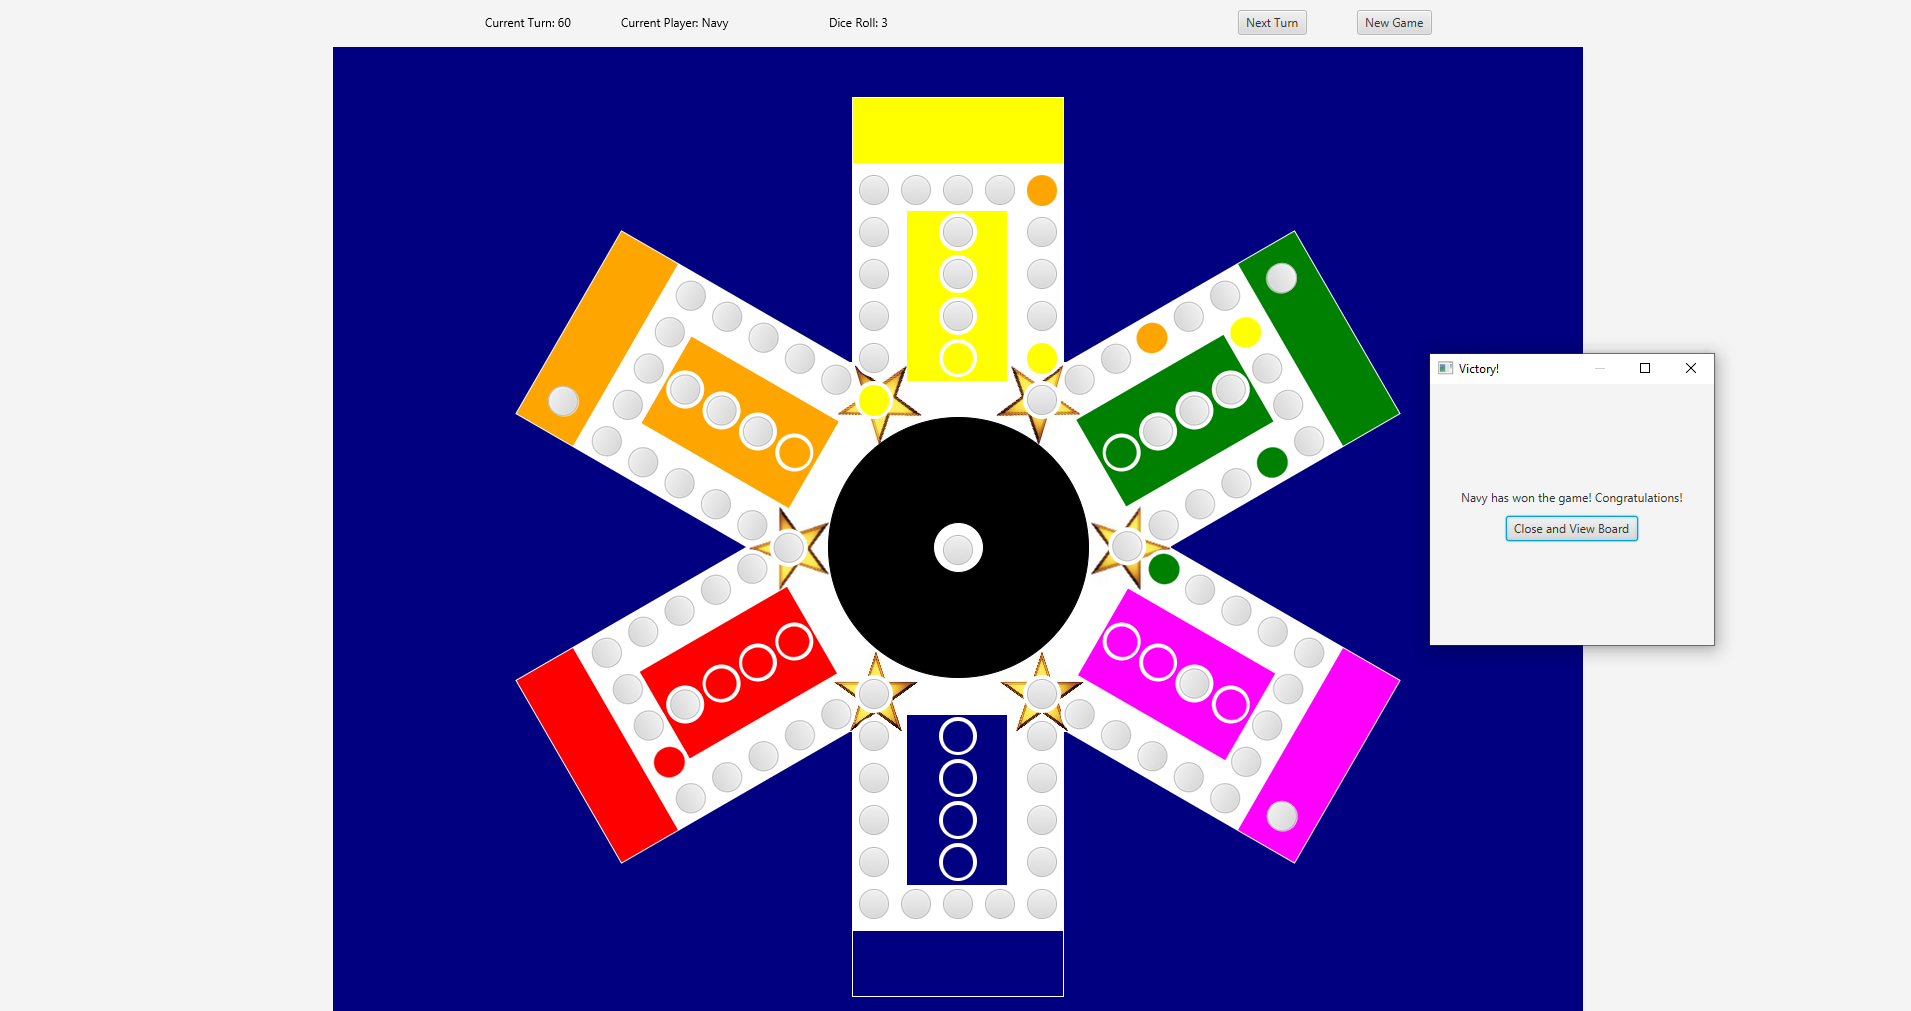 Current Turn: 60 Current Player: Navy Dice Roll: 3 Next Turn New Game
Victory!
Navy has won the game! Congratulations!
Close and View Board